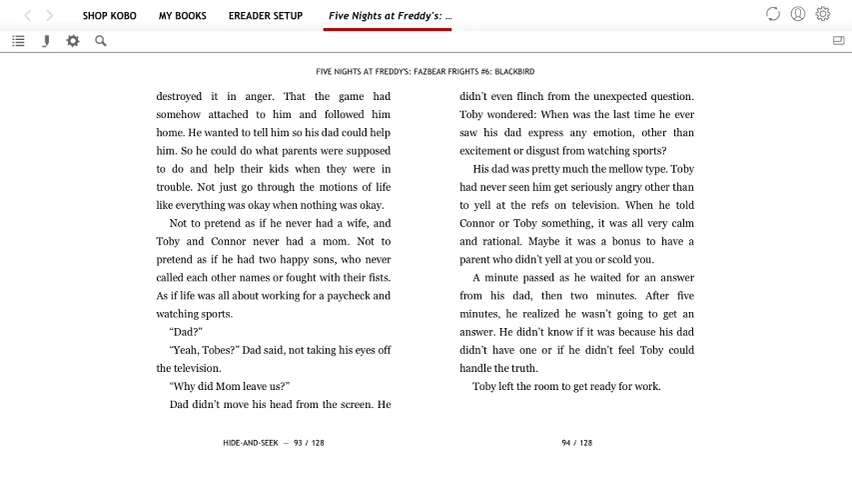 SHOP KOBO MY BOOKS EREADER SETUP Five Nights at Freddy's: ...
FIVE NIGHTS AT FREDDY'S: FAZBEAR FRIGHTS #6: BLACKBIRD
destroyed it in anger. That the game had
somehow attached to him and followed him
home. He wanted to tell him so his dad could help
him. So he could do what parents were supposed
to do and help their kids when they were in
trouble. Not just go through the motions of life
like everything was okay when nothing was okay.
Not to pretend as if he never had a wife, and
Toby and Connor never had a mom. Not to
pretend as if he had two happy sons, who never
called each other names or fought with their fists.
As if life was all about working for a paycheck and
watching sports.
“Dad?”
“Yeah, Tobes?” Dad said, not taking his eyes off
the television.
“Why did Mom leave us?”
Dad didn’t move his head from the screen. He
HIDE-AND-SEEK — 93 / 128
didn’t even flinch from the unexpected question.
Toby wondered: When was the last time he ever
saw his dad express any emotion, other than
excitement or disgust from watching sports?
His dad was pretty much the mellow type. Toby
had never seen him get seriously angry other than
to yell at the refs on television. When he told
Connor or Toby something, it was all very calm
and rational. Maybe it was a bonus to have a
parent who didn’t yell at you or scold you.
A minute passed as he waited for an answer
from his dad, then two minutes. After five
minutes, he realized he wasn’t going to get an
answer. He didn’t know if it was because his dad
didn’t have one or if he didn’t feel Toby could
handle the truth.
Toby left the room to get ready for work.
94 / 128